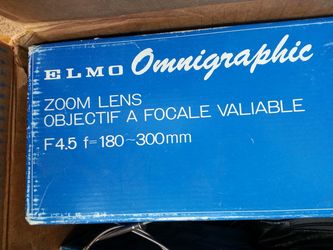 ELMO Omnigraphic
ZOOM LENS
OBJECTIF A FOCALE VALIABLE
F4.5 f=180~300mm